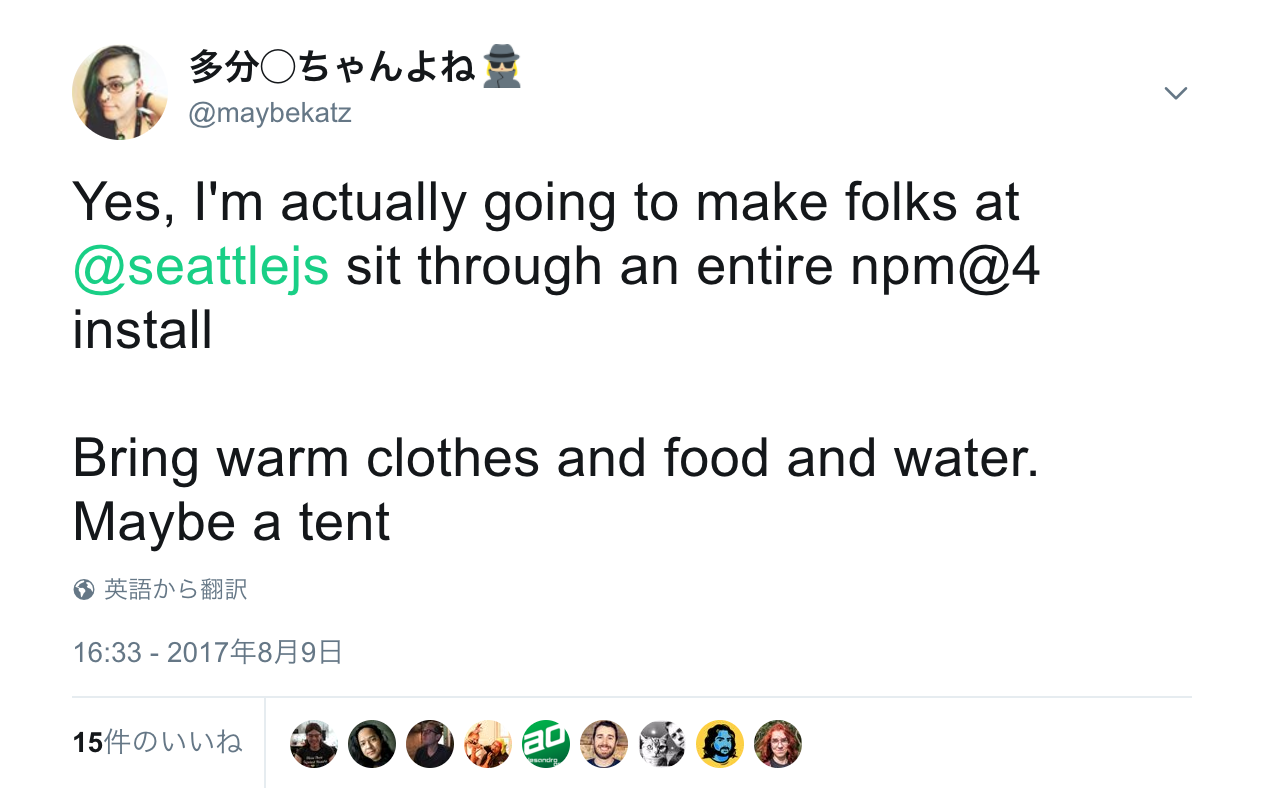 多分◯ちゃんよね🕵
@maybekatz
Yes, I'm actually going to make folks at
@seattlejs sit through an entire npm@4
install
Bring warm clothes and food and water.
Maybe a tent
英語から翻訳
16:33 - 2017年8月9日
15件のいいね
ao